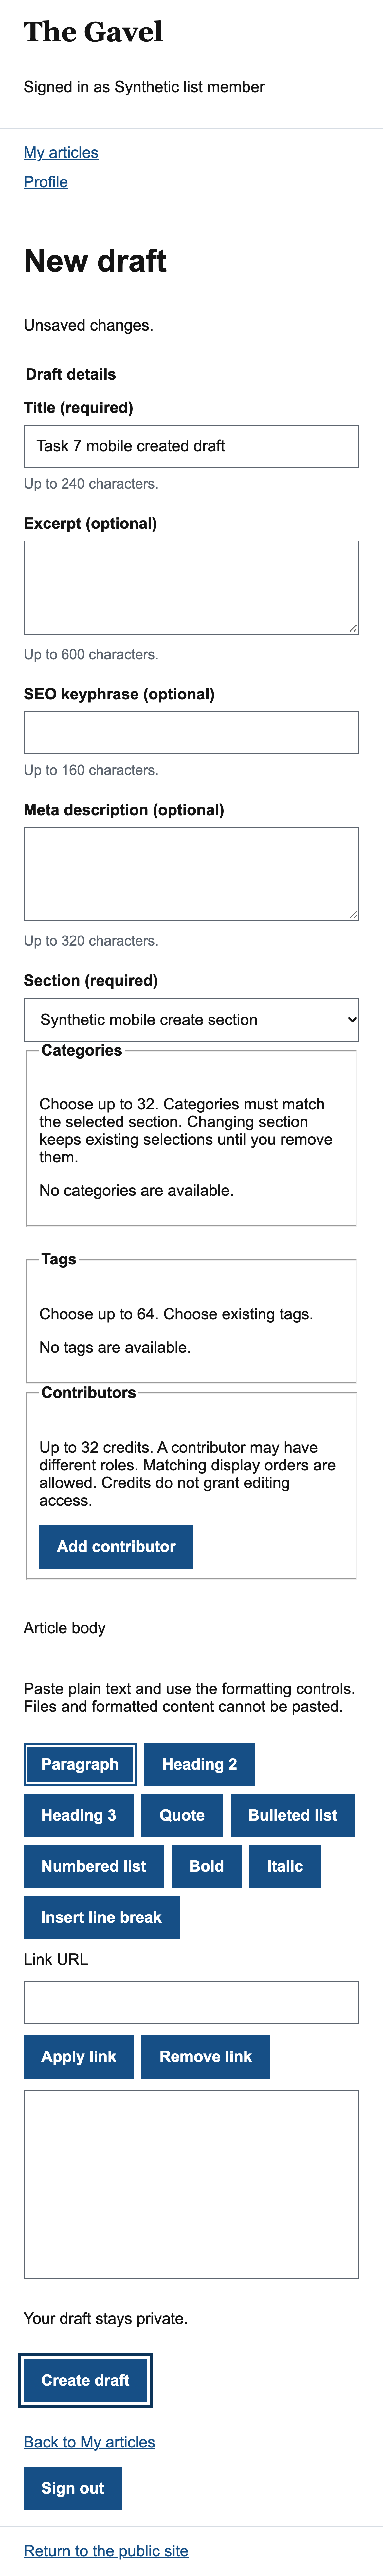 The Gavel
Signed in as Synthetic list member
My articles
Profile
New draft
Unsaved changes.
Draft details
Title (required)
Task 7 mobile created draft
Up to 240 characters.
Excerpt (optional)
Up to 600 characters.
SEO keyphrase (optional)
Up to 160 characters.
Meta description (optional)
Up to 320 characters.
Section (required)
Synthetic mobile create section
Categories
Choose up to 32. Categories must match
the selected section. Changing section
keeps existing selections until you remove
them.
No categories are available.
Tags
Choose up to 64. Choose existing tags.
No tags are available.
Contributors
Up to 32 credits. A contributor may have
different roles. Matching display orders are
allowed. Credits do not grant editing
access.
Add contributor
Article body
Paste plain text and use the formatting controls.
Files and formatted content cannot be pasted.
Paragraph Heading 2
Heading 3 Quote Bulleted list
Numbered list Bold Italic
Insert line break
Link URL
Apply link Remove link
Your draft stays private.
Create draft
Back to My articles
Sign out
Return to the public site